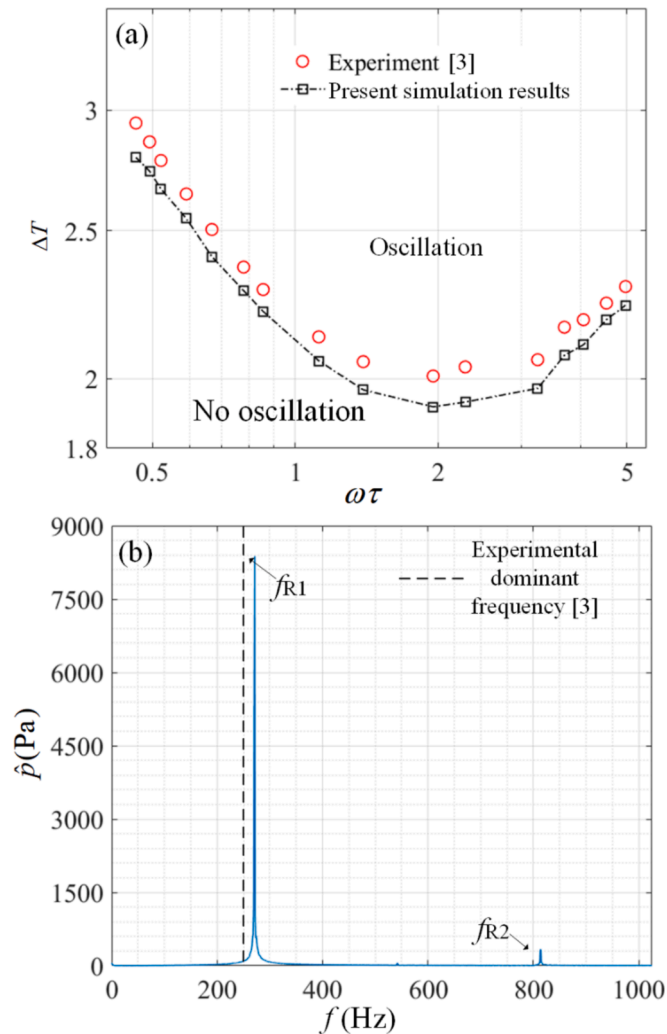 (a)
Experiment [3]
Present simulation results
3
2.5
2
1.8
ΔT
Oscillation
No oscillation
0.5 1 2 5
ωτ
(b)
9000
7500
6000
4500
3000
1500
0
p̂(Pa)
fR1
Experimental
dominant
frequency [3]
fR2
0 200 400 600 800 1000
f (Hz)